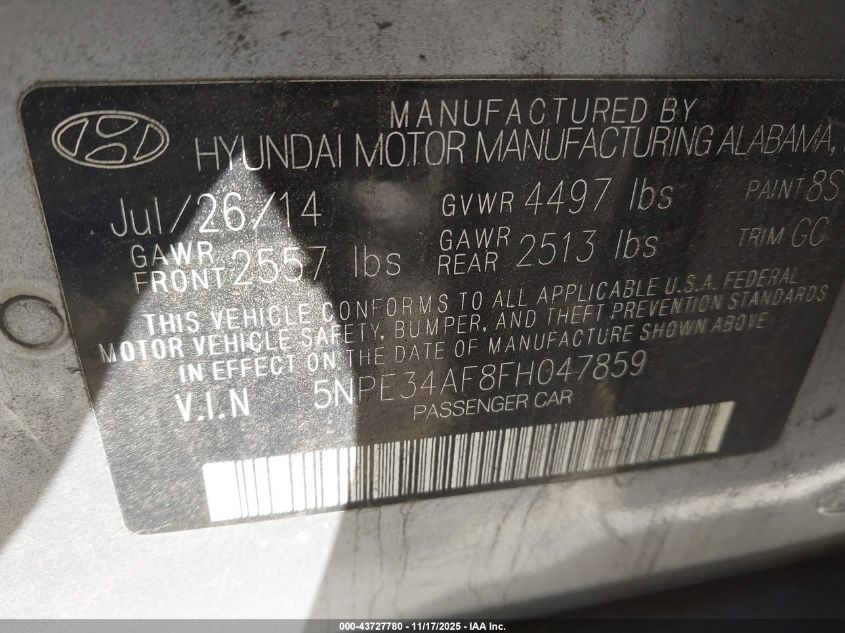 MANUFACTURED BY
HYUNDAI MOTOR MANUFACTURING ALABAMA,
Jul/26/14 GVWR 4497 lbs PAINT 8S
GAWR FRONT 2557 lbs GAWR REAR 2513 lbs TRIM GC
THIS VEHICLE CONFORMS TO ALL APPLICABLE U.S.A. FEDERAL
MOTOR VEHICLE SAFETY, BUMPER, AND THEFT PREVENTION STANDARDS
IN EFFECT ON THE DATE OF MANUFACTURE SHOWN ABOVE
V.I.N 5NPE34AF8FH047859
PASSENGER CAR
000-43727780 - 11/17/2025 - IAA Inc.